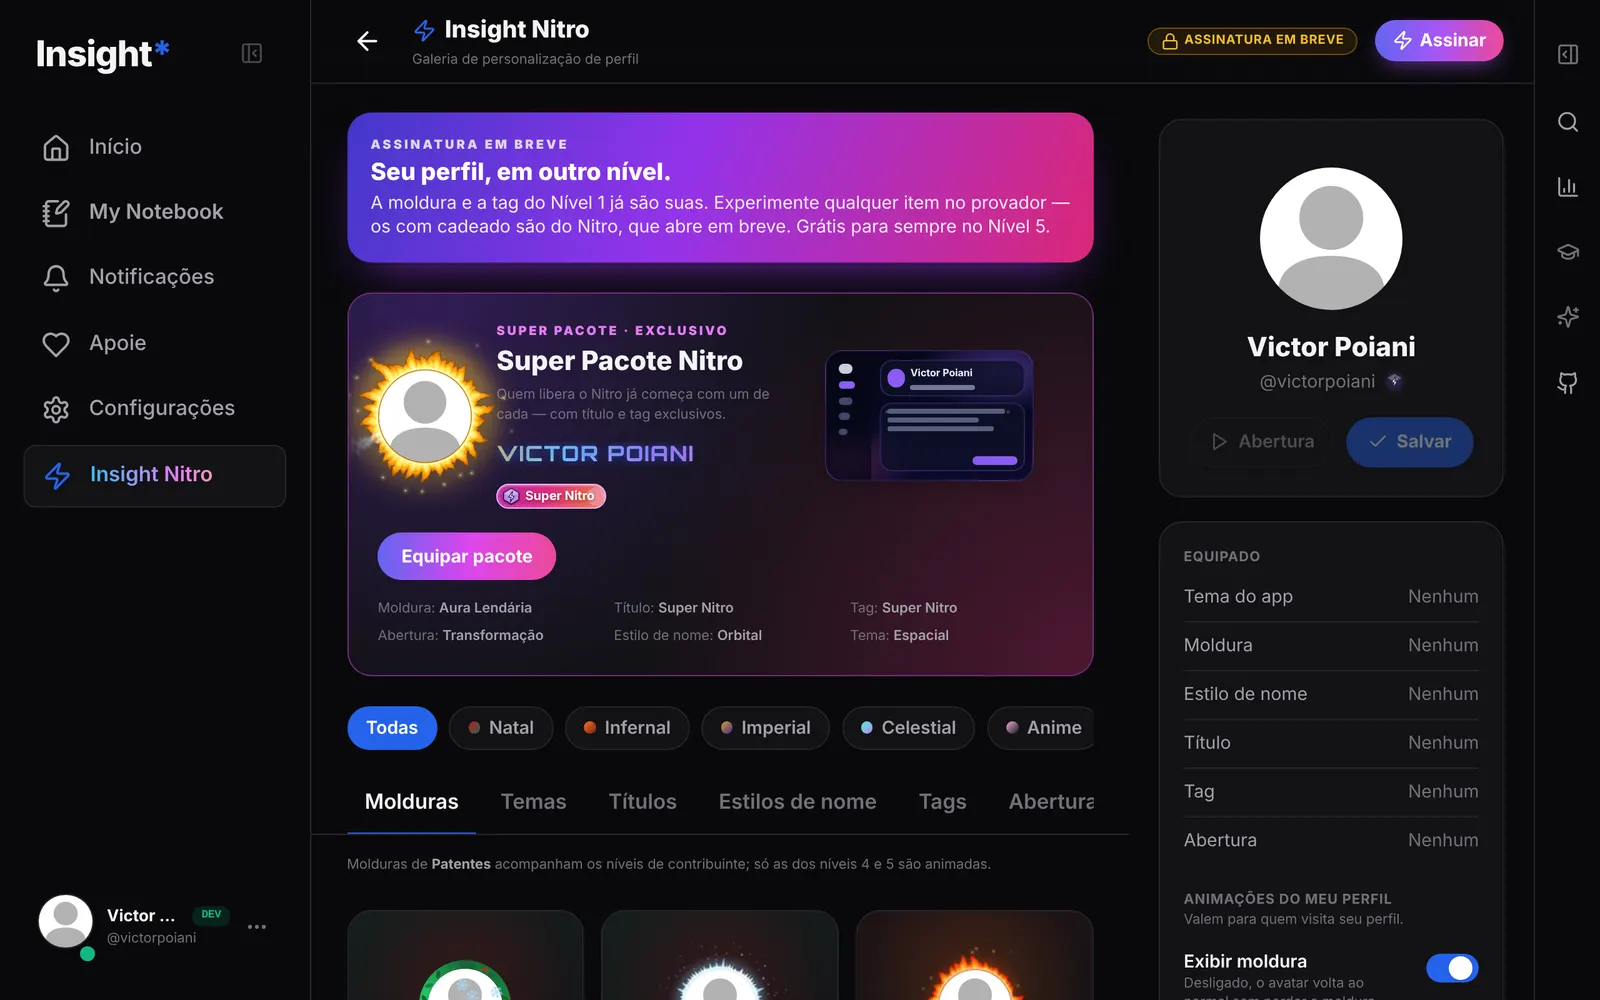 Insight*
Início
My Notebook
Notificações
Apoie
Configurações
Insight Nitro
Victor ...
DEV
@victorpoiani
Insight Nitro
Galeria de personalização de perfil
ASSINATURA EM BREVE
Assinar
ASSINATURA EM BREVE
Seu perfil, em outro nível.
A moldura e a tag do Nível 1 já são suas. Experimente qualquer item no provador —
os com cadeado são do Nitro, que abre em breve. Grátis para sempre no Nível 5.
SUPER PACOTE · EXCLUSIVO
Super Pacote Nitro
Quem libera o Nitro já começa com um de
cada — com título e tag exclusivos.
VICTOR POIANI
Super Nitro
Victor Poiani
Equipar pacote
Moldura: Aura Lendária
Título: Super Nitro
Tag: Super Nitro
Abertura: Transformação
Estilo de nome: Orbital
Tema: Espacial
Todas
Natal
Infernal
Imperial
Celestial
Anime
Molduras
Temas
Títulos
Estilos de nome
Tags
Abertura
Molduras de Patentes acompanham os níveis de contribuinte; só as dos níveis 4 e 5 são animadas.
Victor Poiani
@victorpoiani
Abertura
Salvar
EQUIPADO
Tema do app Nenhum
Moldura Nenhum
Estilo de nome Nenhum
Título Nenhum
Tag Nenhum
Abertura Nenhum
ANIMAÇÕES DO MEU PERFIL
Valem para quem visita seu perfil.
Exibir moldura
Desligado, o avatar volta ao